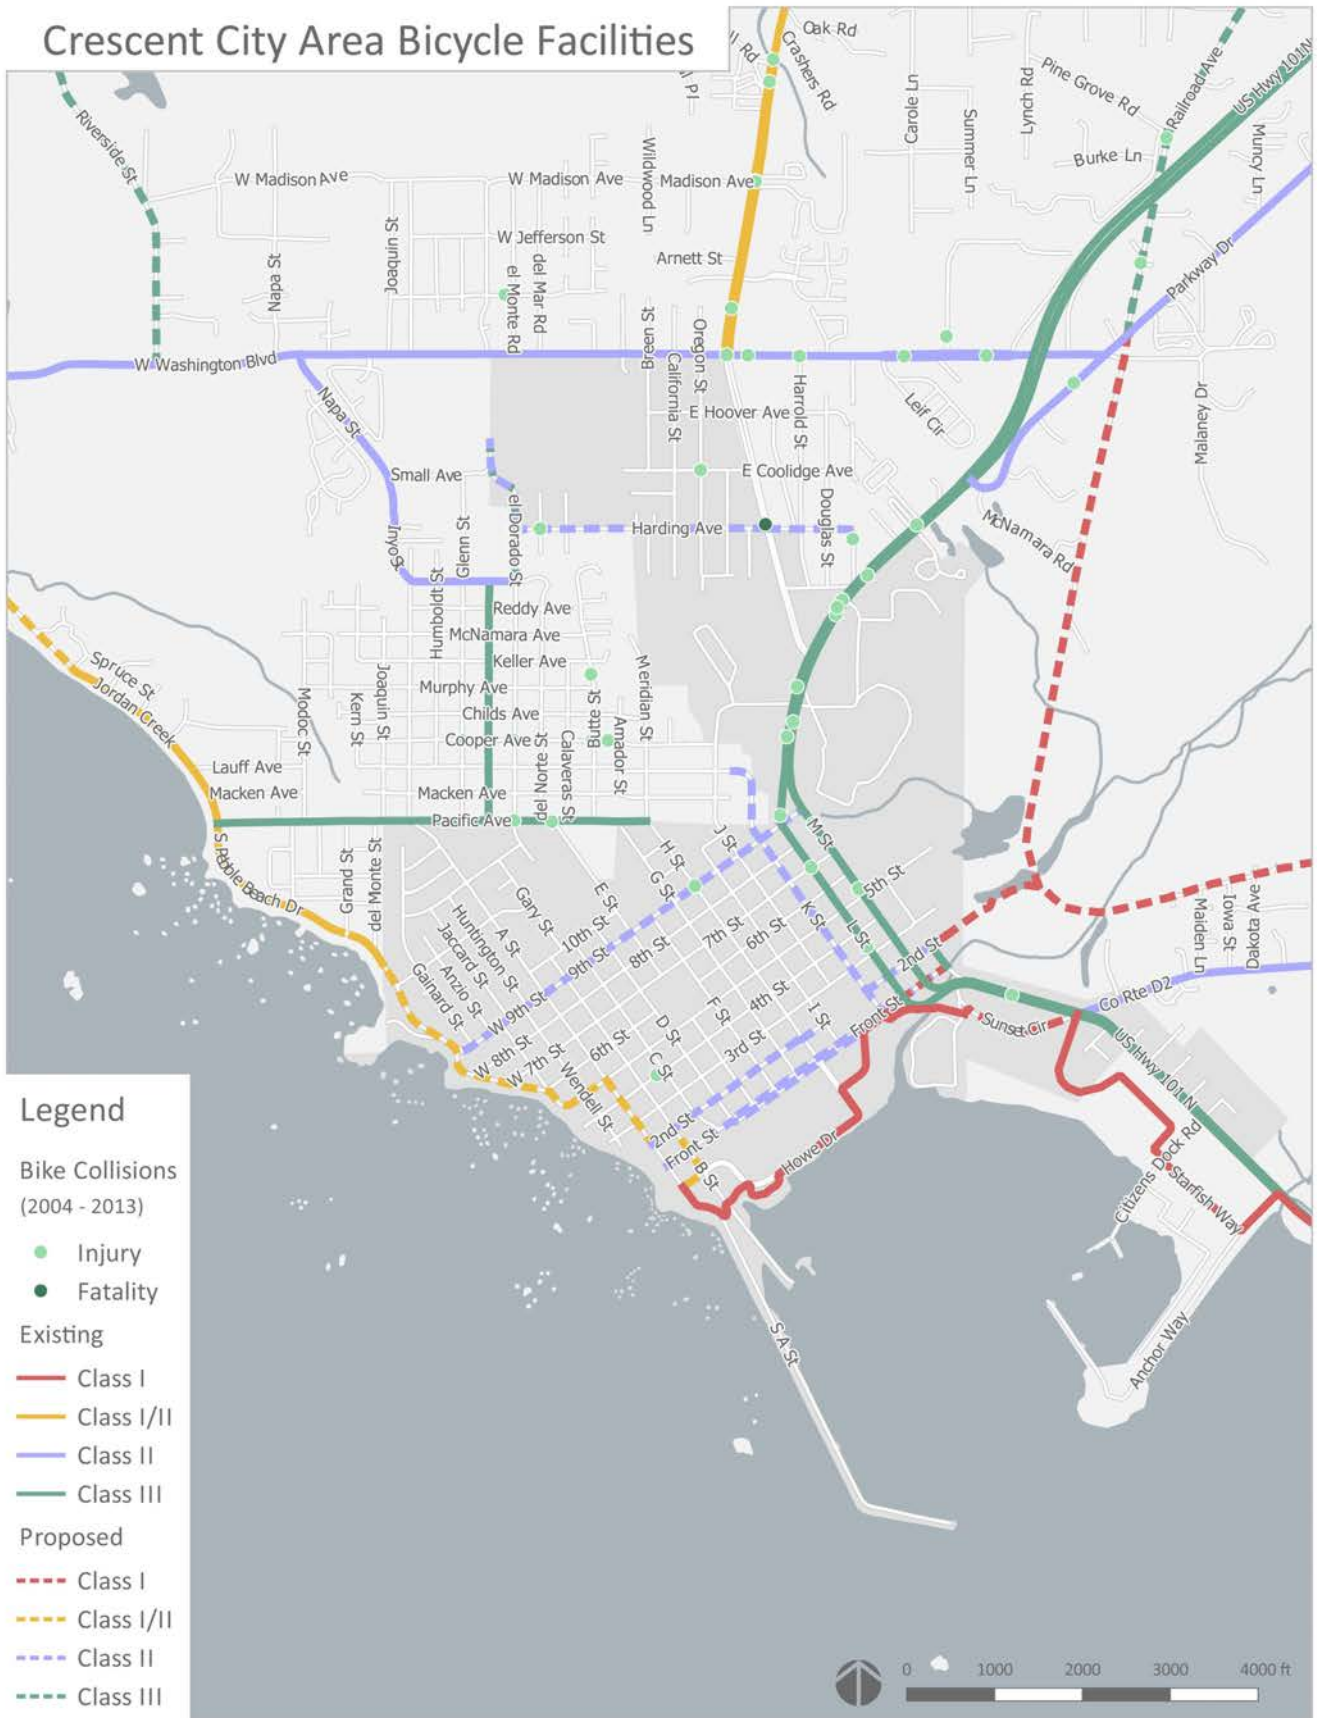 Crescent City Area Bicycle Facilities
Oak Rd
Crashers Rd
Carole Ln
Summer Ln
Lynch Rd
Pine Grove Rd
Railroad Ave
US Hwy 101N
Burke Ln
Muncy Ln
Riverside St
W Madison Ave
W Madison Ave
Wildwood Ln
Madison Ave
W Jefferson St
Joaquin St
Napa St
el Monte Rd
del Mar Rd
Arnett St
Parkway Dr
Breen St
Oregon St
California St
W Washington Blvd
Napa St
E Hoover Ave
Harrold St
Leif Cir
Malaney Dr
Small Ave
E Coolidge Ave
el Dorado St
Harding Ave
Douglas St
McNamara Rd
Inyo St
Glenn St
Humboldt St
Reddy Ave
McNamara Ave
Keller Ave
Murphy Ave
Childs Ave
Cooper Ave
Spruce St
Jordan Creek
Modoc St
Kern St
Joaquin St
Meridian St
Butte St
Amador St
Calaveras St
del Norte St
Lauff Ave
Macken Ave
Macken Ave
Pacific Ave
S Pebble Beach Dr
Grand St
del Monte St
H St
G St
J St
M St
5th St
K St
L St
E St
Gary St
A St
10th St
9th St
8th St
7th St
6th St
2nd St
Huntington St
Jaccard St
Anzio St
Gainard St
W 9th St
W 8th St
W 7th St
6th St
Wendell St
D St
C St
F St
4th St
3rd St
I St
Front St
Sunset Cir
Co Rte D2
Maiden Ln
Iowa St
Dakota Ave
US Hwy 101 N
2nd St
Front St
B St
Howe Dr
Citizens Dock Rd
Starfish Way
Anchor Way
S A St
Legend
Bike Collisions
(2004 - 2013)
Injury
Fatality
Existing
Class I
Class I/II
Class II
Class III
Proposed
Class I
Class I/II
Class II
Class III
0 1000 2000 3000 4000 ft